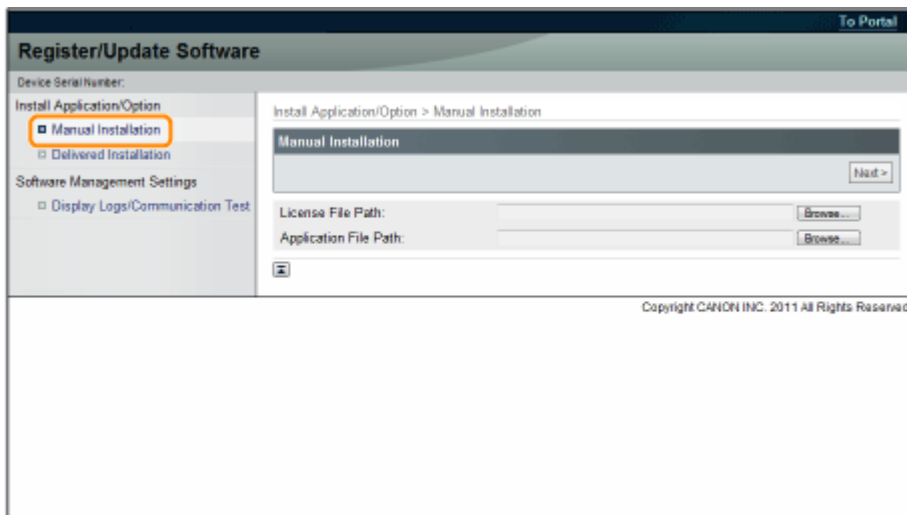 To Portal
Register/Update Software
Device Serial Number:
Install Application/Option
Manual Installation
Delivered Installation
Software Management Settings
Display Logs/Communication Test
Install Application/Option > Manual Installation
Manual Installation
Next >
License File Path:
Browse...
Application File Path:
Browse...
Copyright CANON INC. 2011 All Rights Reserved